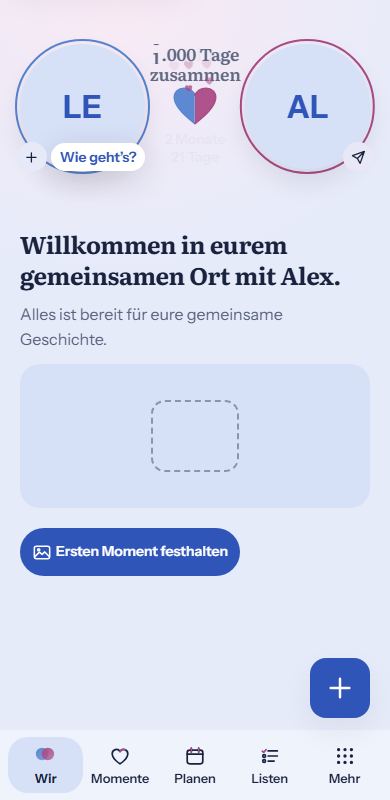 1.000 Tage
zusammen
LE
AL
2 Monate
21 Tage
Wie geht's?
Willkommen in eurem
gemeinsamen Ort mit Alex.
Alles ist bereit für eure gemeinsame
Geschichte.
Ersten Moment festhalten
Wir
Momente
Planen
Listen
Mehr